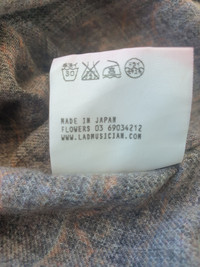 MADE IN JAPAN
FLOWERS 03 69034212
WWW.LADMUSICIAN.COM